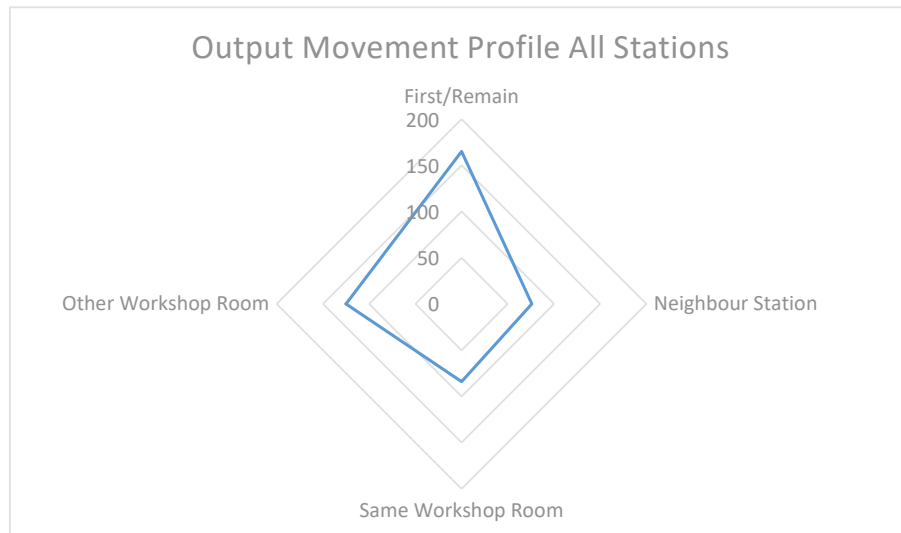 Output Movement Profile All Stations
First/Remain
200
150
100
50
0
Other Workshop Room
Neighbour Station
Same Workshop Room